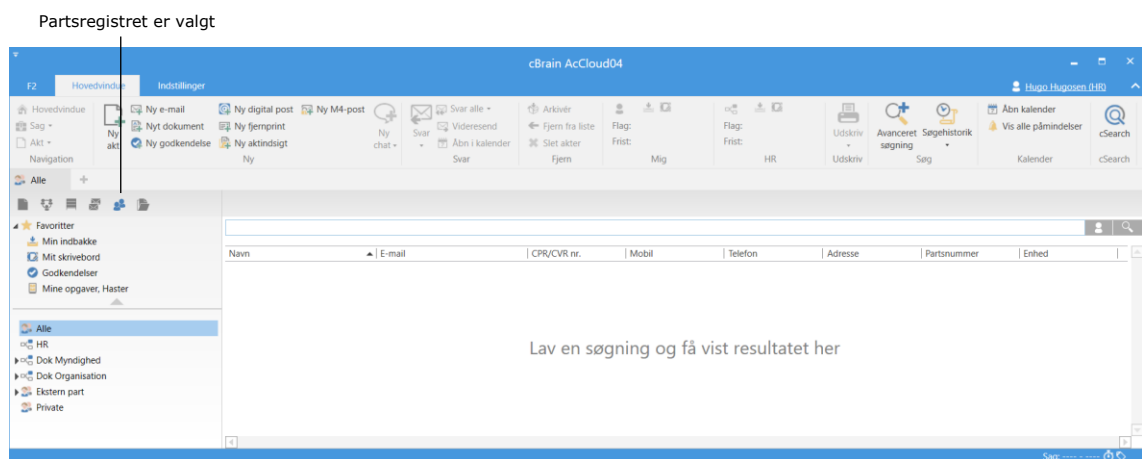 Partsregistret er valgt
cBrain AcCloud04
F2 Hovedvindue Indstillinger Hugo Hugosen (HR)
Hovedvindue Ny e-mail Ny digital post Ny M4-post Svar alle Arkivér Åbn kalender
Sag Nyt dokument Ny fjernprint Videresend Fjern fra liste Flag: Flag: Vis alle påmindelser
Akt Ny akt Ny godkendelse Ny aktindsigt Ny chat Svar Åbn i kalender Slet akter Frist: Frist: Udskriv Avanceret søgning Søgehistorik cSearch
Navigation Ny Svar Fjern Mig HR Udskriv Søg Kalender cSearch
Alle +
Favoritter
Min indbakke
Navn E-mail CPR/CVR nr. Mobil Telefon Adresse Partsnummer Enhed
Mit skrivebord
Godkendelser
Mine opgaver, Haster
Alle
HR
Lav en søgning og få vist resultatet her
Dok Myndighed
Dok Organisation
Ekstern part
Private
Sag: ---- - ----